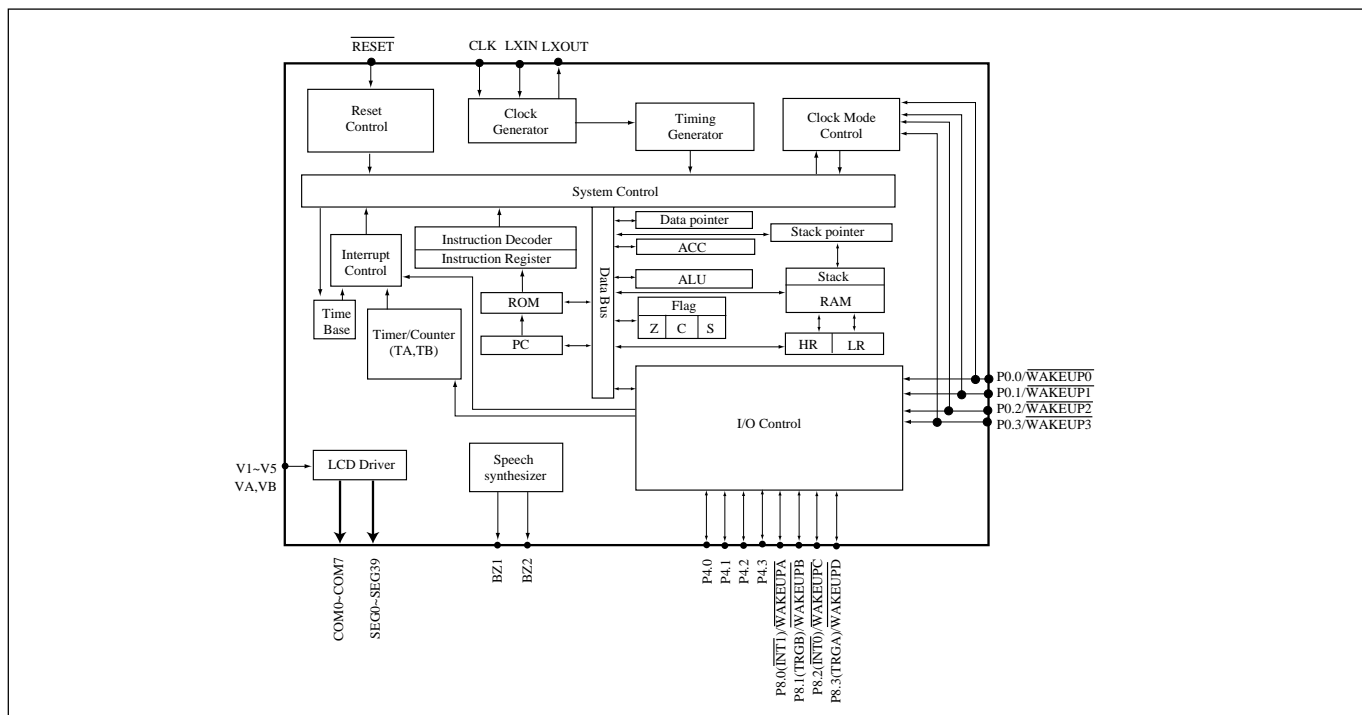 RESET
CLK LXIN LXOUT
Reset
Control
Clock
Generator
Timing
Generator
Clock Mode
Control
System Control
Data pointer
Stack pointer
ACC
Instruction Decoder
Instruction Register
Interrupt
Control
Data Bus
ALU
Stack
RAM
ROM
Flag
Z C S
Time
Base
Timer/Counter
(TA,TB)
PC
HR LR
P0.0/WAKEUP0
P0.1/WAKEUP1
P0.2/WAKEUP2
P0.3/WAKEUP3
I/O Control
V1~V5
VA,VB
LCD Driver
Speech
synthesizer
COM0~COM7
SEG0~SEG39
BZ1
BZ2
P4.0
P4.1
P4.2
P4.3
P8.0(INT1)/WAKEUPA
P8.1(TRGB)/WAKEUPB
P8.2(INT0)/WAKEUPC
P8.3(TRGA)/WAKEUPD